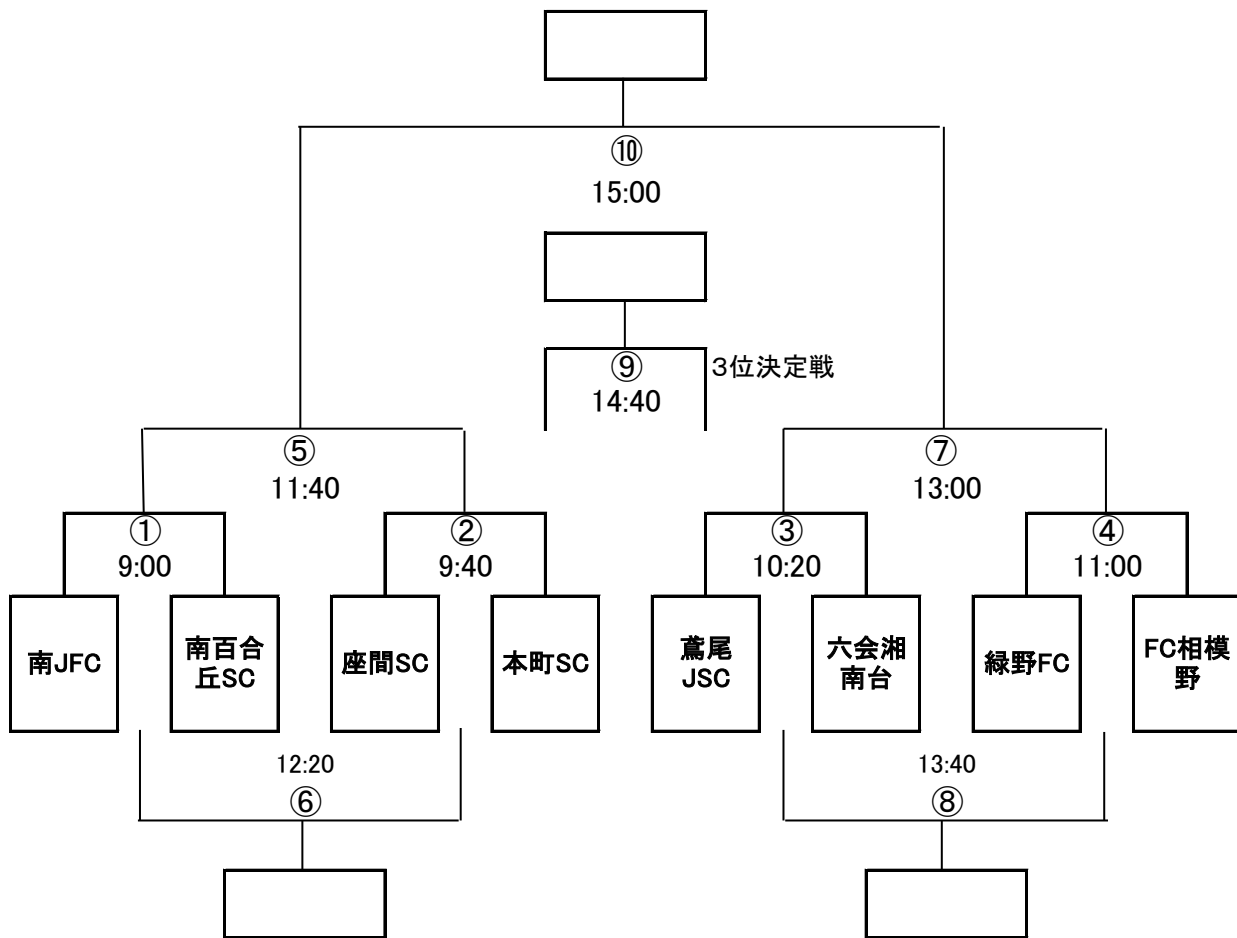 ⑩
15:00
⑨
３位決定戦
14:40
⑤
⑦
11:40
13:00
①
②
③
④
9:00
9:40
10:20
11:00
南JFC
南百合
丘SC
座間SC
本町SC
鳶尾
JSC
六会湘
南台
緑野FC
FC相模
野
12:20
13:40
⑥
⑧